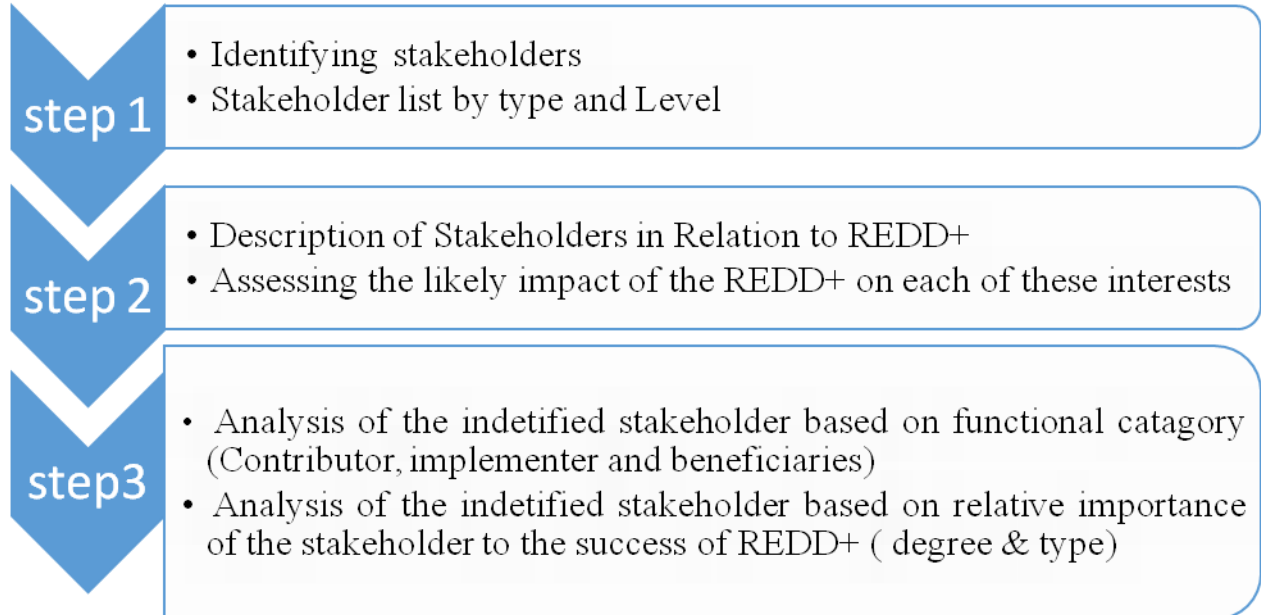 step 1
• Identifying stakeholders
• Stakeholder list by type and Level
step 2
• Description of Stakeholders in Relation to REDD+
• Assessing the likely impact of the REDD+ on each of these interests
step3
• Analysis of the indetified stakeholder based on functional catagory
(Contributor, implementer and beneficiaries)
• Analysis of the indetified stakeholder based on relative importance
of the stakeholder to the success of REDD+ ( degree & type)